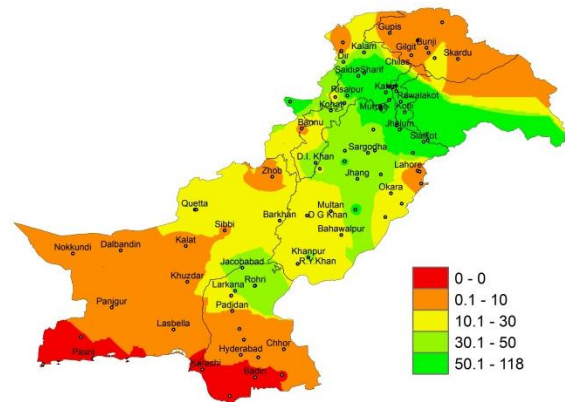 Gupis
Kalam
Gilgit
Bunji
Dir
Skardu
Chilas
Saidu Sharif
Risalpur
Kakul
Rawalakot
Kohat
Kotli
Bannu
Jhelum
Sialkot
Sargodha
D.I. Khan
Lahore
Zhob
Jhang
Okara
Quetta
Multan
Barkhan
D G Khan
Sibbi
Bahawalpur
Nokkundi
Dalbandin
Kalat
Khanpur
Jacobabad
R.Y.Khan
Khuzdar
Rohri
Larkana
Panjgur
Padidan
Lasbella
Chhor
Hyderabad
Pasni
Karachi
Badin
0 - 0
0.1 - 10
10.1 - 30
30.1 - 50
50.1 - 118